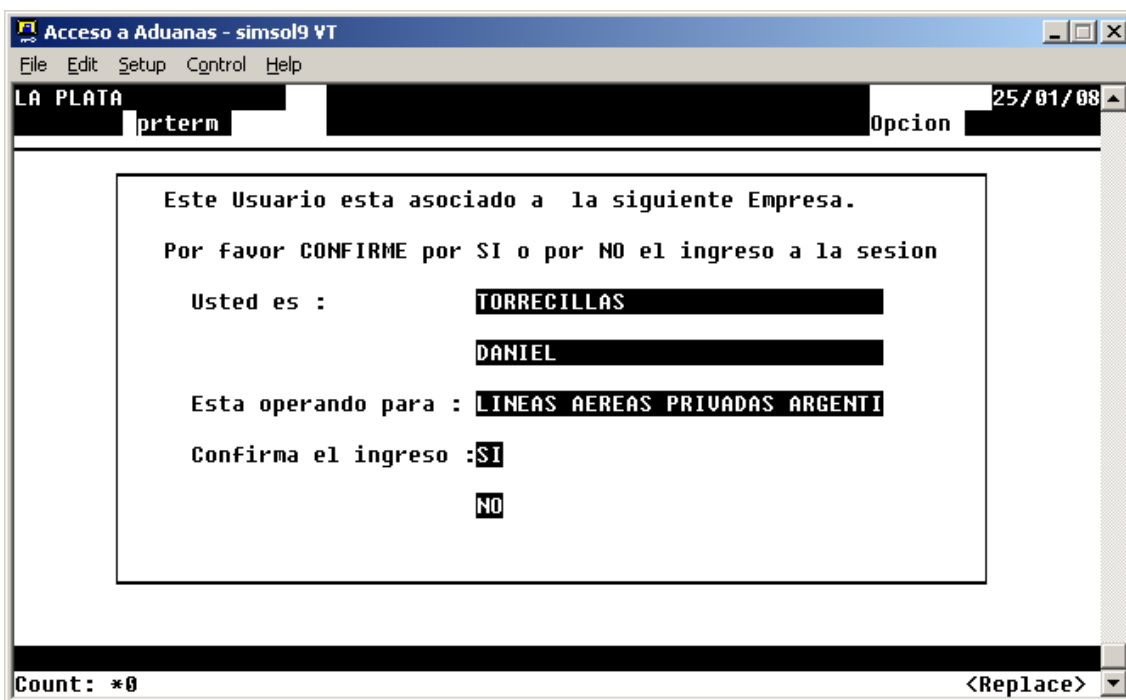 Acceso a Aduanas - simsol9 VT
File Edit Setup Control Help
LA PLATA 25/01/08
prterm Opcion
Este Usuario esta asociado a la siguiente Empresa.
Por favor CONFIRME por SI o por NO el ingreso a la sesion
Usted es : TORRECILLAS
DANIEL
Esta operando para : LINEAS AEREAS PRIVADAS ARGENTI
Confirma el ingreso :SI
NO
Count: *0 <Replace>